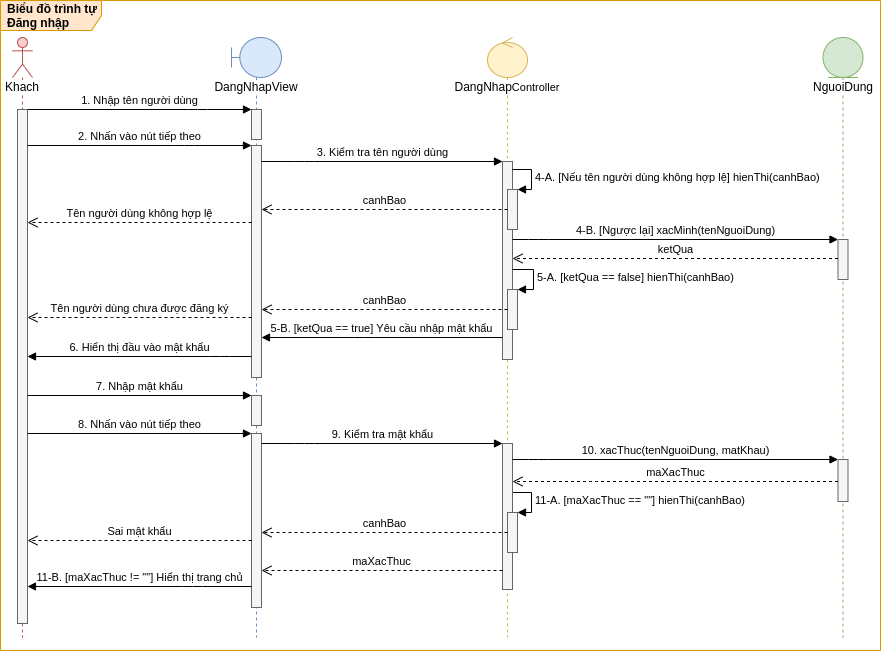 Biểu đồ trình tự
Đăng nhập
Khach
DangNhapView
DangNhapController
NguoiDung
1. Nhập tên người dùng
2. Nhấn vào nút tiếp theo
3. Kiểm tra tên người dùng
4-A. [Nếu tên người dùng không hợp lệ] hienThi(canhBao)
canhBao
Tên người dùng không hợp lệ
4-B. [Ngược lại] xacMinh(tenNguoiDung)
ketQua
5-A. [ketQua == false] hienThi(canhBao)
canhBao
Tên người dùng chưa được đăng ký
5-B. [ketQua == true] Yêu cầu nhập mật khẩu
6. Hiển thị đầu vào mật khẩu
7. Nhập mật khẩu
8. Nhấn vào nút tiếp theo
9. Kiểm tra mật khẩu
10. xacThuc(tenNguoiDung, matKhau)
maXacThuc
11-A. [maXacThuc == ""] hienThi(canhBao)
canhBao
Sai mật khẩu
maXacThuc
11-B. [maXacThuc != ""] Hiển thị trang chủ